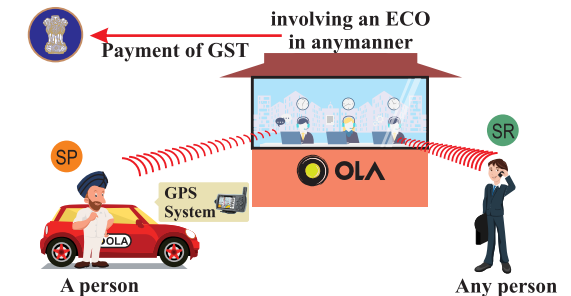 involving an ECO
in anymanner
Payment of GST
SR
SP
OLA
GPS
System
OLA
A person
Any person